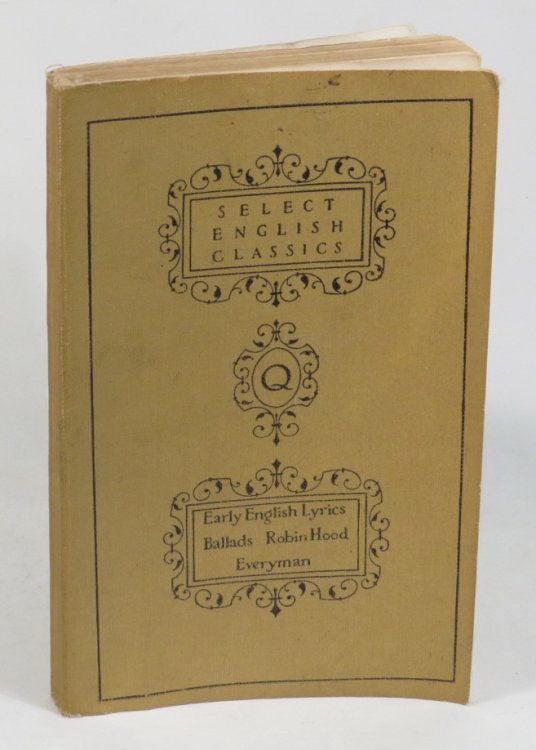 SELECT
ENGLISH
CLASSICS
Q
Early English Lyrics
Ballads Robin Hood
Everyman